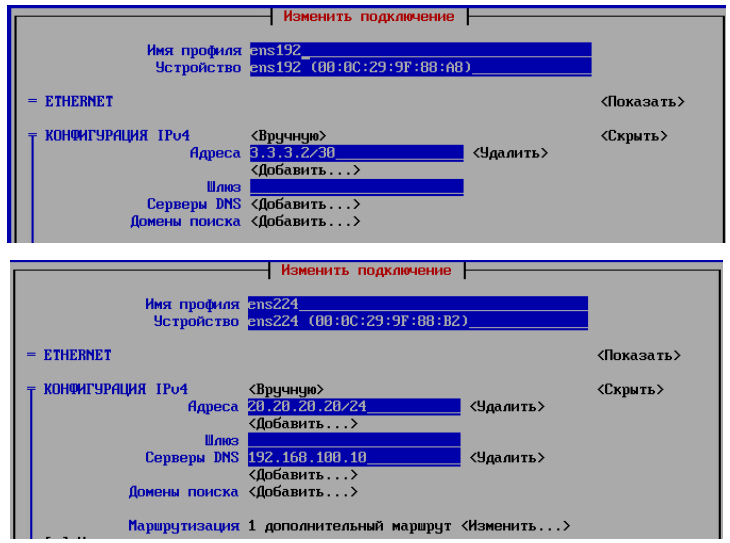 Изменить подключение
Имя профиля ens192
Устройство ens192 (00:0C:29:9F:88:A8)
= ETHERNET <Показать>
КОНФИГУРАЦИЯ IPv4 <Вручную> <Скрыть>
Адреса 3.3.3.2/30 <Удалить>
<Добавить...>
Шлюз
Серверы DNS <Добавить...>
Домены поиска <Добавить...>
Изменить подключение
Имя профиля ens224
Устройство ens224 (00:0C:29:9F:88:B2)
= ETHERNET <Показать>
КОНФИГУРАЦИЯ IPv4 <Вручную> <Скрыть>
Адреса 20.20.20.20/24 <Удалить>
<Добавить...>
Шлюз
Серверы DNS 192.168.100.10 <Удалить>
<Добавить...>
Домены поиска <Добавить...>
Маршрутизация 1 дополнительный маршрут <Изменить...>